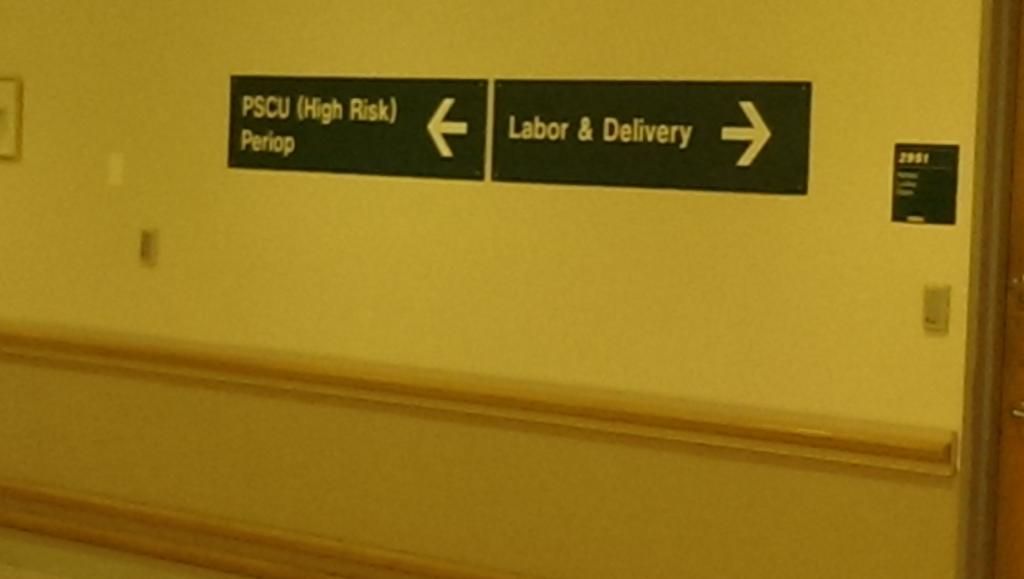 PSCU (High Risk)
Periop
Labor & Delivery
2951